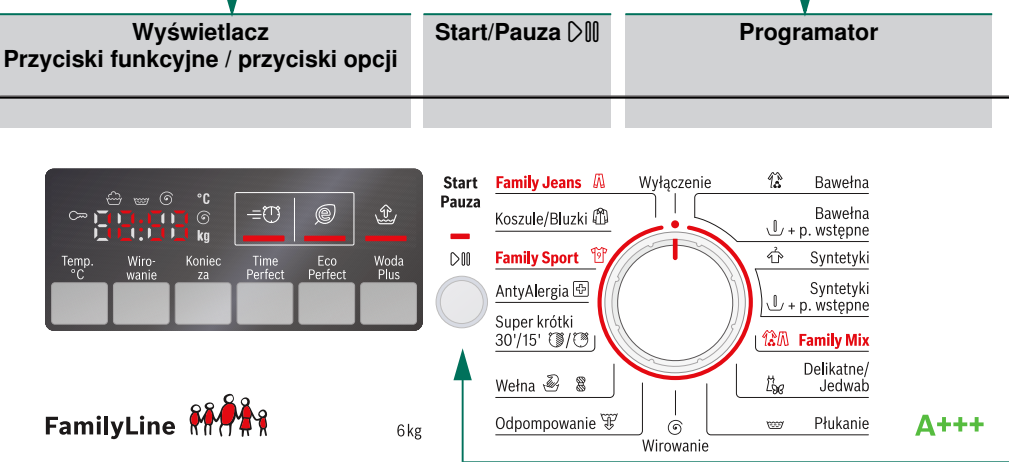 Wyświetlacz
Przyciski funkcyjne / przyciski opcji
Start/Pauza
Programator
°C
kg
Temp.
°C
Wiro-
wanie
Koniec
za
Time
Perfect
Eco
Perfect
Woda
Plus
Start
Pauza
Family Jeans
Koszule/Bluzki
Family Sport
AntyAlergia
Super krótki
30'/15' /
Wełna
Odpompowanie
Wyłączenie
Wirowanie
Bawełna
Bawełna
+ p. wstępne
Syntetyki
Syntetyki
+ p. wstępne
Family Mix
Delikatne/
Jedwab
Płukanie
FamilyLine
6 kg
A+++